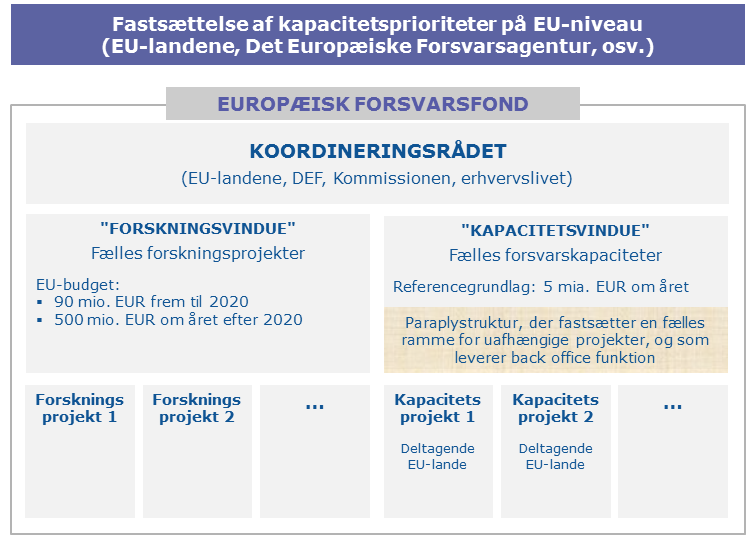 Fastsættelse af kapacitetsprioriteter på EU-niveau
(EU-landene, Det Europæiske Forsvarsagentur, osv.)
EUROPÆISK FORSVARSFOND
KOORDINERINGSRÅDET
(EU-landene, DEF, Kommissionen, erhvervslivet)
"FORSKNINGSVINDUE"
Fælles forskningsprojekter
EU-budget:
▪ 90 mio. EUR frem til 2020
▪ 500 mio. EUR om året efter 2020
"KAPACITETSVINDUE"
Fælles forsvarskapaciteter
Referencegrundlag: 5 mia. EUR om året
Paraplystruktur, der fastsætter en fælles
ramme for uafhængige projekter, og som
leverer back office funktion
Forsknings
projekt 1
Forsknings
projekt 2
...
Kapacitets
projekt 1
Deltagende
EU-lande
Kapacitets
projekt 2
Deltagende
EU-lande
...